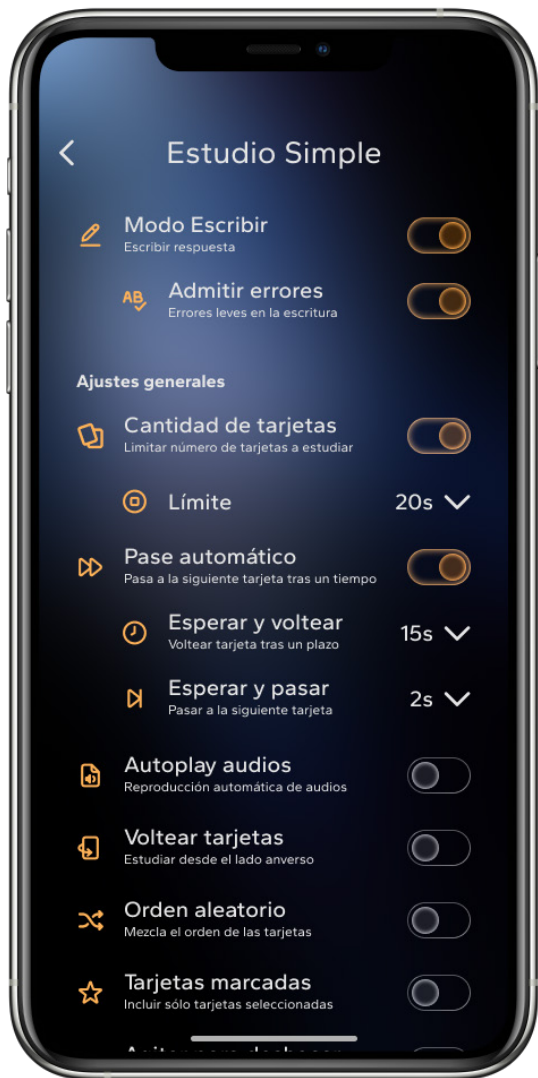 Estudio Simple
Modo Escribir
Escribir respuesta
AB
Admitir errores
Errores leves en la escritura
Ajustes generales
Cantidad de tarjetas
Limitar número de tarjetas a estudiar
Límite
20s
Pase automático
Pasa a la siguiente tarjeta tras un tiempo
Esperar y voltear
Voltear tarjeta tras un plazo
15s
Esperar y pasar
Pasar a la siguiente tarjeta
2s
Autoplay audios
Reproducción automática de audios
Voltear tarjetas
Estudiar desde el lado anverso
Orden aleatorio
Mezcla el orden de las tarjetas
Tarjetas marcadas
Incluir sólo tarjetas seleccionadas